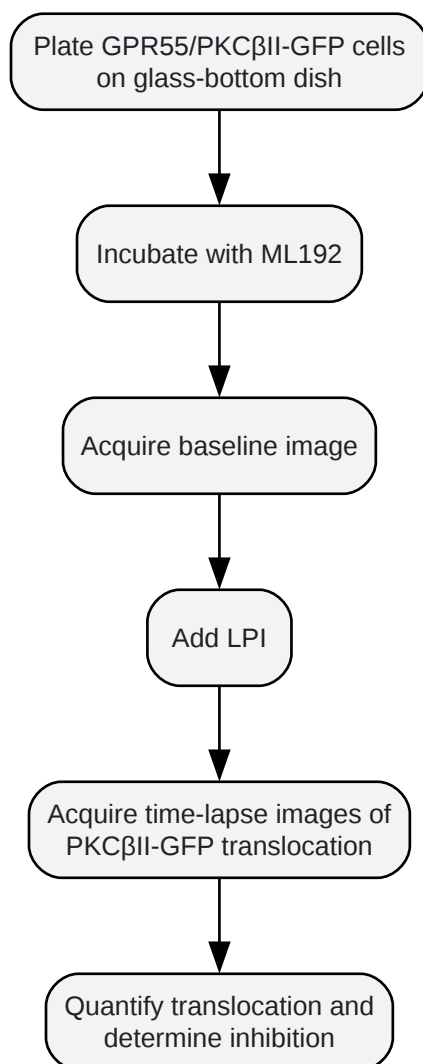 Plate GPR55/PKCβII-GFP cells
on glass-bottom dish
Incubate with ML192
Acquire baseline image
Add LPI
Acquire time-lapse images of
PKCβII-GFP translocation
Quantify translocation and
determine inhibition